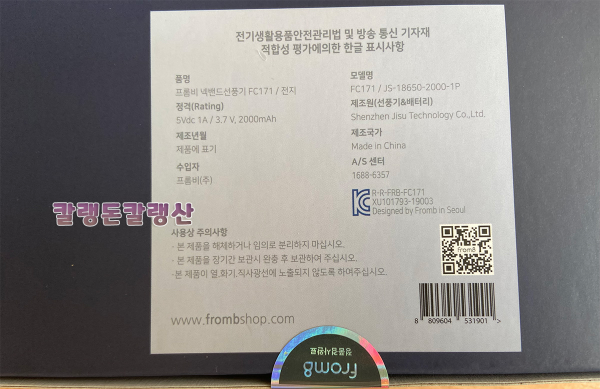 전기생활용품안전관리법 및 방송 통신 기자재
적합성 평가에의한 한글 표시사항
품명
프롬비 넥밴드선풍기 FC171 / 전지
정격(Rating)
5Vdc 1A / 3.7 V, 2000mAh
제조년월
제품에 표기
수입자
프롬비(주)
모델명
FC171 / JS-18650-2000-1P
제조원(선풍기&배터리)
Shenzhen Jisu Technology Co.,Ltd.
제조국가
Made in China
A/S 센터
1688-6357
R-R-FRB-FC171
XU101793-19003
Designed by Fromb in Seoul
칼랭돈칼랭산
사용상 주의사항
- 본 제품을 해체하거나 임의로 분리하지 마십시오.
- 본 제품을 장기간 보관시 완충 후 보관하여 주십시오.
-본 제품이 열.화기.직사광선에 노출되지 않도록 하여주십시오.
from8
www.frombshop.com
8 809604 531901 >
정품검사완료
from8